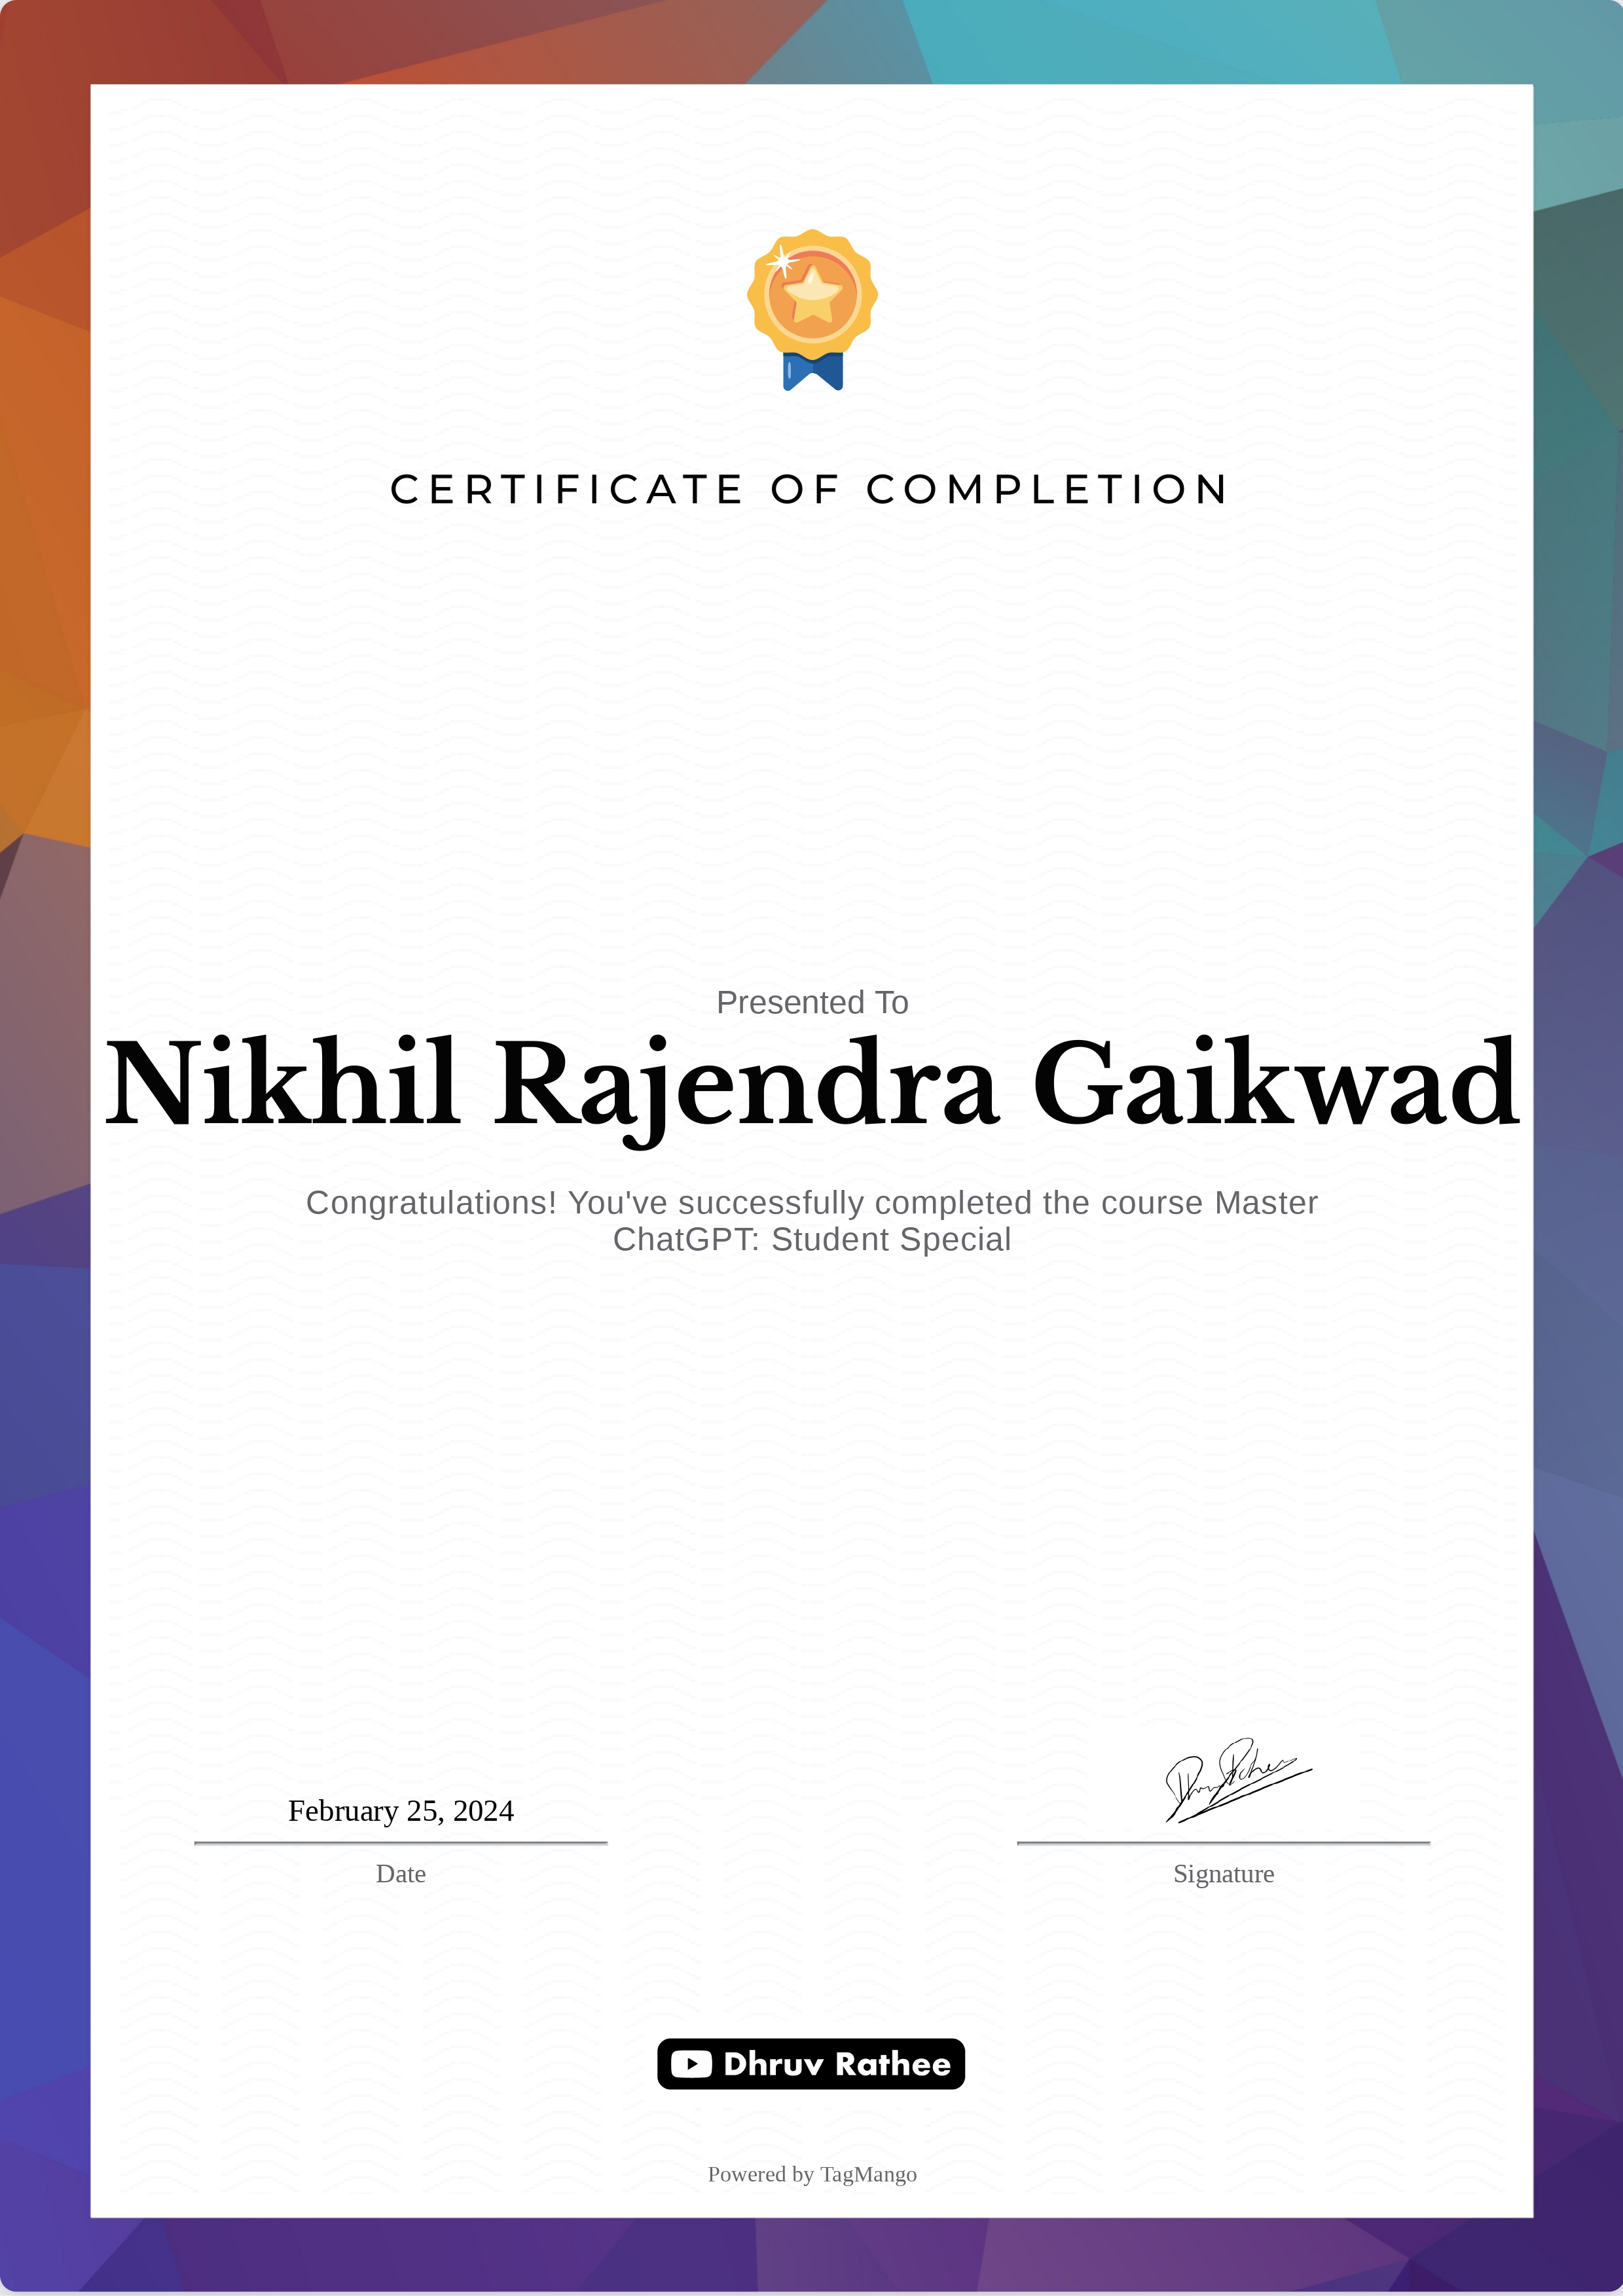 CERTIFICATE OF COMPLETION
Presented To
Nikhil Rajendra Gaikwad
Congratulations! You've successfully completed the course Master
ChatGPT: Student Special
February 25, 2024
Date
Signature
Dhruv Rathee
Powered by TagMango